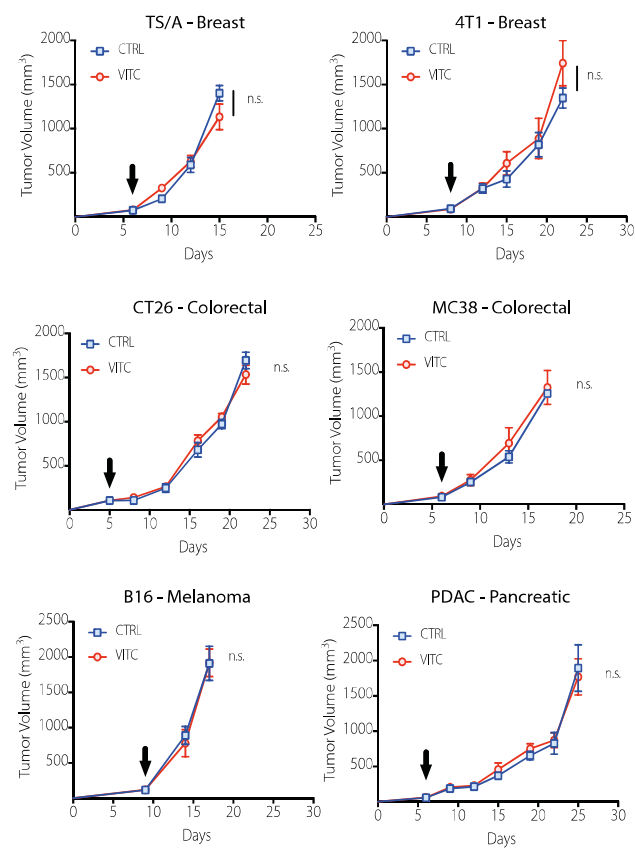 TS/A - Breast
Tumor Volume (mm³)
2000
1500
1000
500
CTRL
VITC
n.s.
0 5 10 15 20 25
Days
4T1 - Breast
Tumor Volume (mm³)
2000
1500
1000
500
CTRL
VITC
n.s.
0 5 10 15 20 25 30
Days
CT26 - Colorectal
Tumor Volume (mm³)
2000
1500
1000
500
CTRL
VITC
n.s.
0 5 10 15 20 25 30
Days
MC38 - Colorectal
Tumor Volume (mm³)
2000
1500
1000
500
CTRL
VITC
n.s.
0 5 10 15 20 25
Days
B16 - Melanoma
Tumor Volume (mm³)
2500
2000
1500
1000
500
CTRL
VITC
n.s.
0 5 10 15 20 25 30
Days
PDAC - Pancreatic
Tumor Volume (mm³)
2500
2000
1500
1000
500
CTRL
VITC
n.s.
0 5 10 15 20 25 30
Days